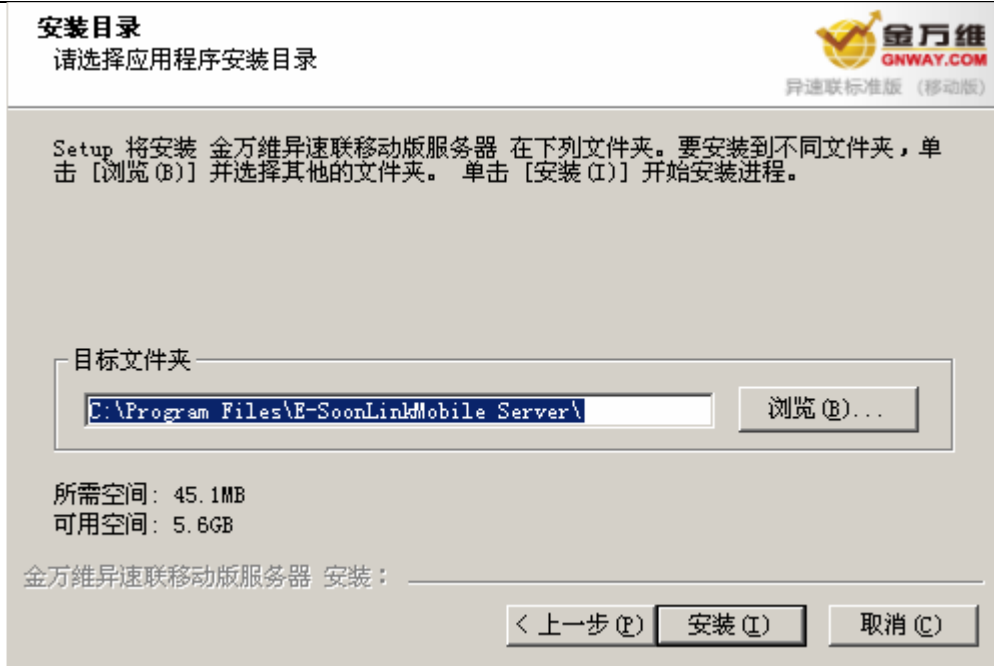 安装目录
请选择应用程序安装目录
金万维
GNWAY.COM
异速联标准版 （移动版）
Setup 将安装 金万維异速联移动版服务器 在下列文件夹。要安装到不同文件夹，单
击 [浏览(B)] 并选择其他的文件夹。 单击 [安装(I)] 开始安装进程。
目标文件夹
C:\Program Files\E-SoonLinkMobile Server\
浏览(B)...
所需空间: 45.1MB
可用空间: 5.6GB
金万維异速联移动版服务器 安装:
< 上一步(P) 安装(I) 取消(C)